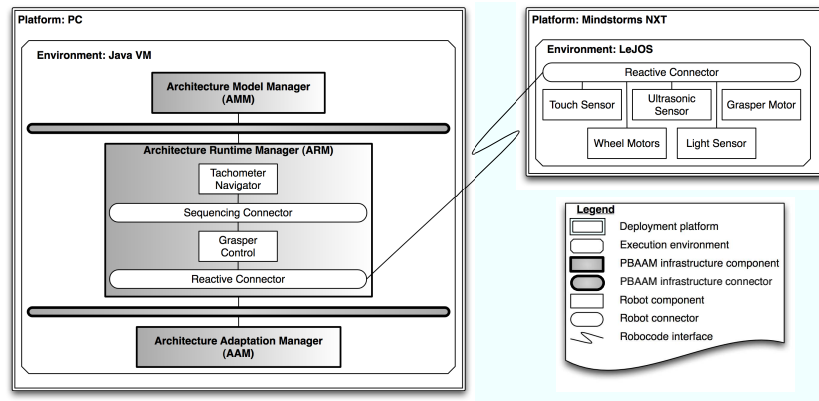 Platform: PC
Environment: Java VM
Architecture Model Manager
(AMM)
Architecture Runtime Manager (ARM)
Tachometer
Navigator
Sequencing Connector
Grasper
Control
Reactive Connector
Architecture Adaptation Manager
(AAM)
Platform: Mindstorms NXT
Environment: LeJOS
Reactive Connector
Touch Sensor
Ultrasonic
Sensor
Grasper Motor
Wheel Motors
Light Sensor
Legend
Deployment platform
Execution environment
PBAAM infrastructure component
PBAAM infrastructure connector
Robot component
Robot connector
Robocode interface